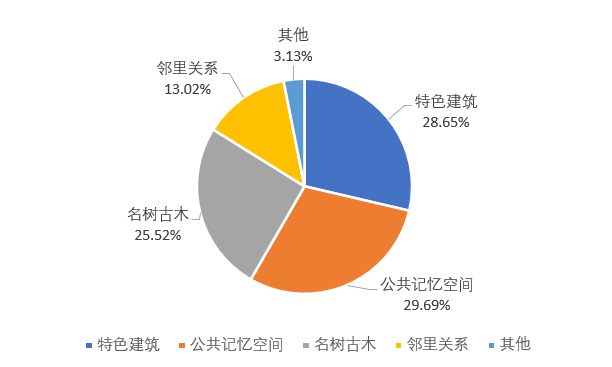 其他
3.13%
邻里关系
13.02%
特色建筑
28.65%
名树古木
25.52%
公共记忆空间
29.69%
特色建筑 公共记忆空间 名树古木 邻里关系 其他